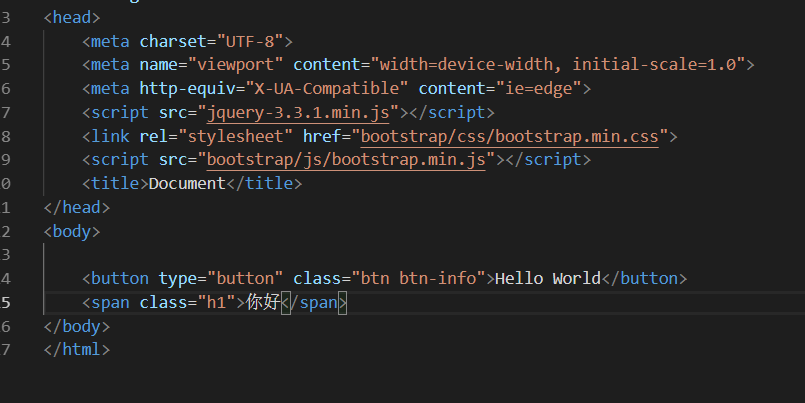 3 <head>
4 <meta charset="UTF-8">
5 <meta name="viewport" content="width=device-width, initial-scale=1.0">
6 <meta http-equiv="X-UA-Compatible" content="ie=edge">
7 <script src="jquery-3.3.1.min.js"></script>
8 <link rel="stylesheet" href="bootstrap/css/bootstrap.min.css">
9 <script src="bootstrap/js/bootstrap.min.js"></script>
0 <title>Document</title>
1 </head>
2 <body>
3
4 <button type="button" class="btn btn-info">Hello World</button>
5 <span class="h1">你好</span>
6 </body>
7 </html>